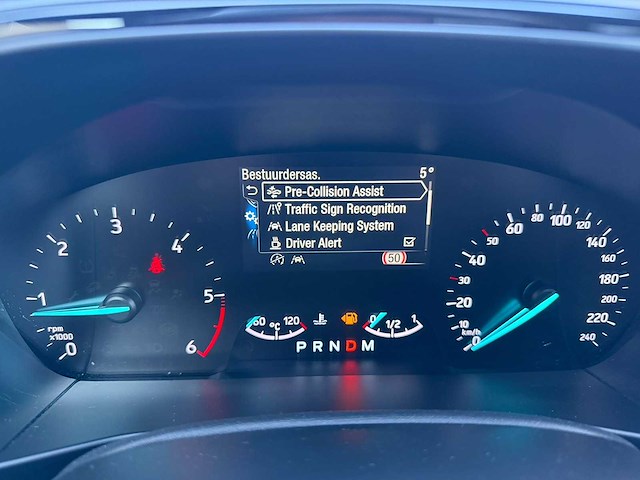 Bestuurdersas. 5°
Pre-Collision Assist
Traffic Sign Recognition
Lane Keeping System
Driver Alert
50
0 1 2 3 4 5 6
rpm
x1000
60 °C 120
0 1/2 1
P R N D M
0 10 20 30 40 50 60 80 100 120 140 160 180 200 220 240
km/h